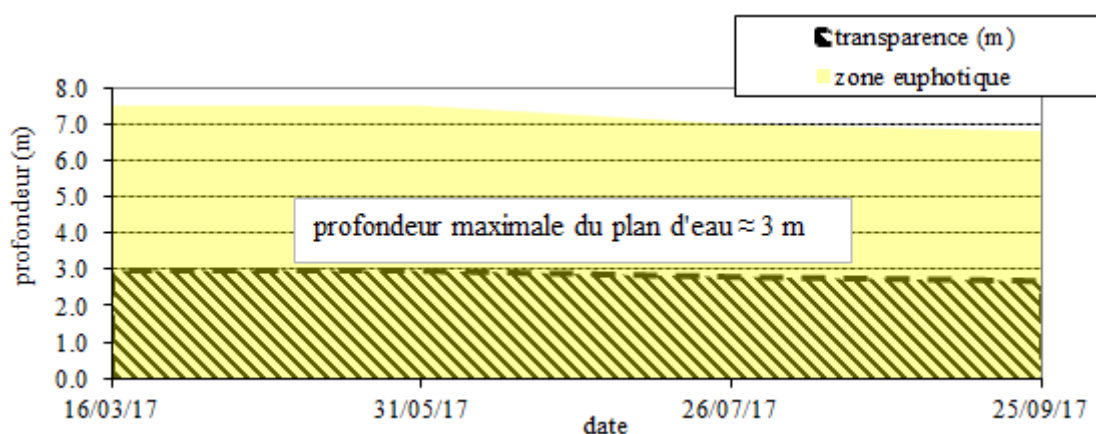 transparence (m)
zone euphotique
8.0
7.0
6.0
5.0
4.0
3.0
2.0
1.0
0.0
profondeur (m)
profondeur maximale du plan d'eau ≈ 3 m
16/03/17 31/05/17 26/07/17 25/09/17
date